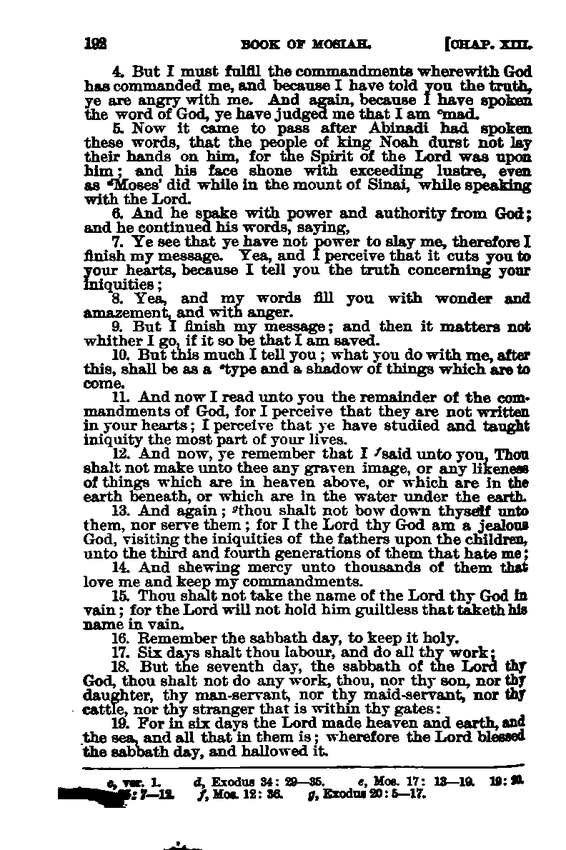 192 BOOK OF MOSIAH. [CHAP. XIII.
4. But I must fulfil the commandments wherewith God
has commanded me, and because I have told you the truth,
ye are angry with me. And again, because I have spoken
the word of God, ye have judged me that I am cmad.
5. Now it came to pass after Abinadi had spoken
these words, that the people of king Noah durst not lay
their hands on him, for the Spirit of the Lord was upon
him; and his face shone with exceeding lustre, even
as dMoses' did while in the mount of Sinai, while speaking
with the Lord.
6. And he spake with power and authority from God;
and he continued his words, saying,
7. Ye see that ye have not power to slay me, therefore I
finish my message. Yea, and I perceive that it cuts you to
your hearts, because I tell you the truth concerning your
iniquities;
8. Yea, and my words fill you with wonder and
amazement, and with anger.
9. But I finish my message; and then it matters not
whither I go, if it so be that I am saved.
10. But this much I tell you; what you do with me, after
this, shall be as a etype and a shadow of things which are to
come.
11. And now I read unto you the remainder of the com-
mandments of God, for I perceive that they are not written
in your hearts; I perceive that ye have studied and taught
iniquity the most part of your lives.
12. And now, ye remember that I fsaid unto you, Thou
shalt not make unto thee any graven image, or any likeness
of things which are in heaven above, or which are in the
earth beneath, or which are in the water under the earth.
13. And again; gthou shalt not bow down thyself unto
them, nor serve them; for I the Lord thy God am a jealous
God, visiting the iniquities of the fathers upon the children,
unto the third and fourth generations of them that hate me;
14. And shewing mercy unto thousands of them that
love me and keep my commandments.
15. Thou shalt not take the name of the Lord thy God in
vain; for the Lord will not hold him guiltless that taketh his
name in vain.
16. Remember the sabbath day, to keep it holy.
17. Six days shalt thou labour, and do all thy work;
18. But the seventh day, the sabbath of the Lord thy
God, thou shalt not do any work, thou, nor thy son, nor thy
daughter, thy man-servant, nor thy maid-servant, nor thy
cattle, nor thy stranger that is within thy gates:
19. For in six days the Lord made heaven and earth, and
the sea, and all that in them is; wherefore the Lord blessed
the sabbath day, and hallowed it.
c, ver. 1. d, Exodus 34: 29—35. e, Mos. 17: 13—19. 19:
7—12. f, Mos. 12: 36. g, Exodus 20: 5—17.